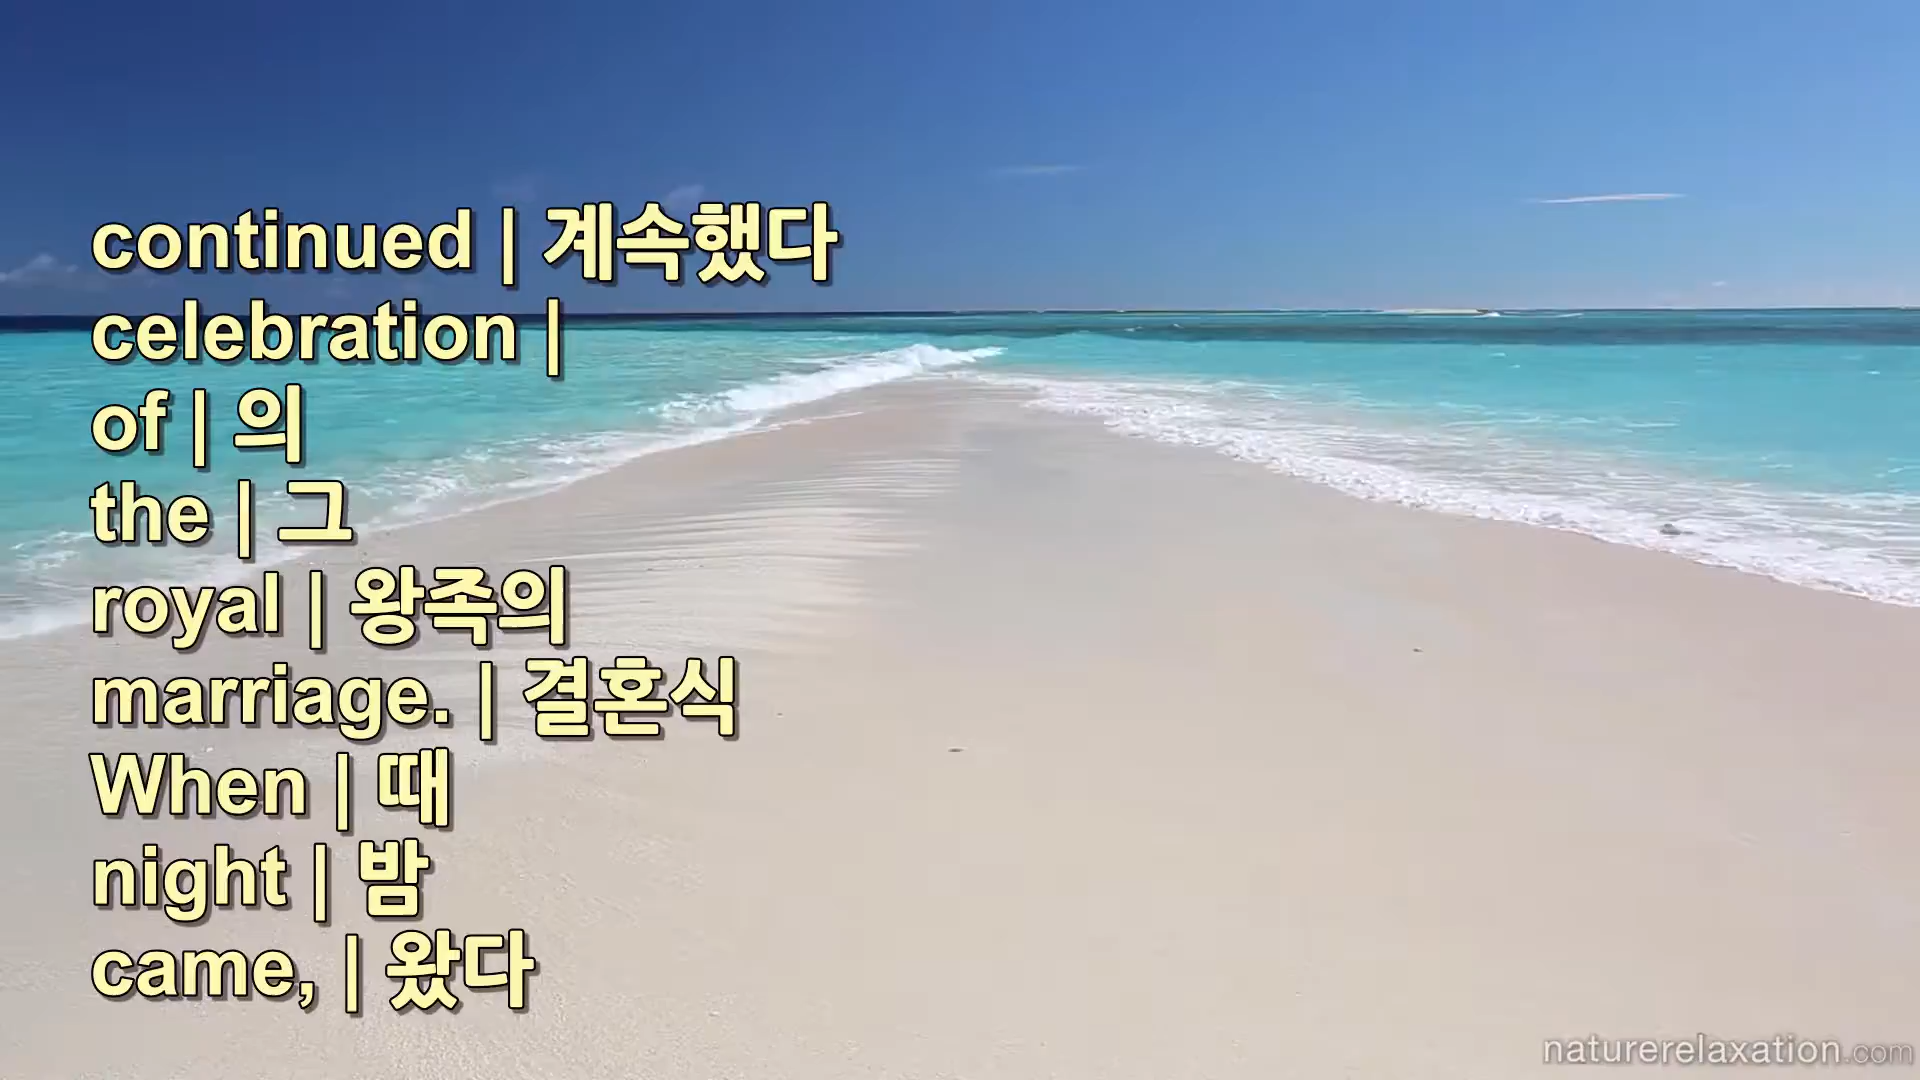 continued | 계속했다
celebration |
of | 의
the | 그
royal | 왕족의
marriage. | 결혼식
When | 때
night | 밤
came, | 왔다
naturerelaxation.com